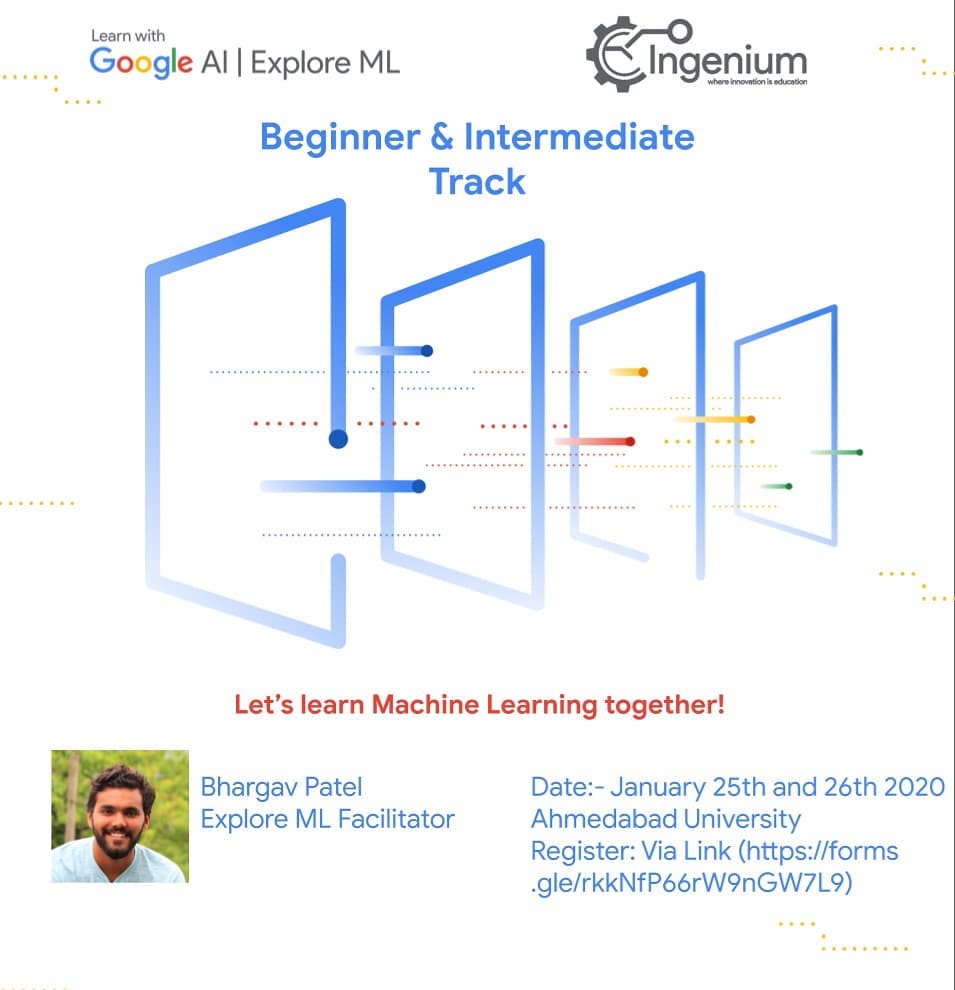 Learn with
Google AI | Explore ML
Ingenium
where innovation is education
Beginner & Intermediate
Track
Let's learn Machine Learning together!
Bhargav Patel
Explore ML Facilitator
Date:- January 25th and 26th 2020
Ahmedabad University
Register: Via Link (https://forms
.gle/rkkNfP66rW9nGW7L9)